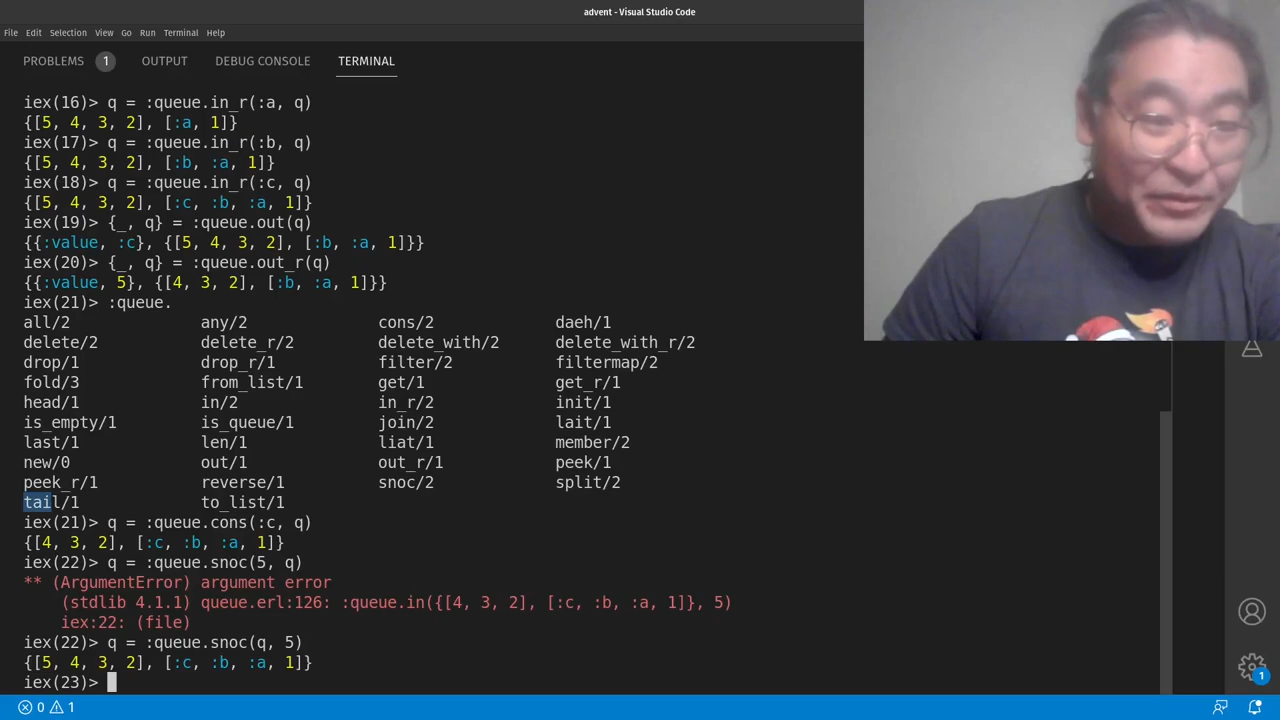 advent - Visual Studio Code
File Edit Selection View Go Run Terminal Help
PROBLEMS 1 OUTPUT DEBUG CONSOLE TERMINAL
iex(16)> q = :queue.in_r(:a, q)
{[5, 4, 3, 2], [:a, 1]}
iex(17)> q = :queue.in_r(:b, q)
{[5, 4, 3, 2], [:b, :a, 1]}
iex(18)> q = :queue.in_r(:c, q)
{[5, 4, 3, 2], [:c, :b, :a, 1]}
iex(19)> {_, q} = :queue.out(q)
{{:value, :c}, {[5, 4, 3, 2], [:b, :a, 1]}}
iex(20)> {_, q} = :queue.out_r(q)
{{:value, 5}, {[4, 3, 2], [:b, :a, 1]}}
iex(21)> :queue.
all/2 any/2 cons/2 daeh/1
delete/2 delete_r/2 delete_with/2 delete_with_r/2
drop/1 drop_r/1 filter/2 filtermap/2
fold/3 from_list/1 get/1 get_r/1
head/1 in/2 in_r/2 init/1
is_empty/1 is_queue/1 join/2 lait/1
last/1 len/1 liat/1 member/2
new/0 out/1 out_r/1 peek/1
peek_r/1 reverse/1 snoc/2 split/2
tail/1 to_list/1
iex(21)> q = :queue.cons(:c, q)
{[4, 3, 2], [:c, :b, :a, 1]}
iex(22)> q = :queue.snoc(5, q)
** (ArgumentError) argument error
(stdlib 4.1.1) queue.erl:126: :queue.in({[4, 3, 2], [:c, :b, :a, 1]}, 5)
iex:22: (file)
iex(22)> q = :queue.snoc(q, 5)
{[5, 4, 3, 2], [:c, :b, :a, 1]}
iex(23)>
1
0 1